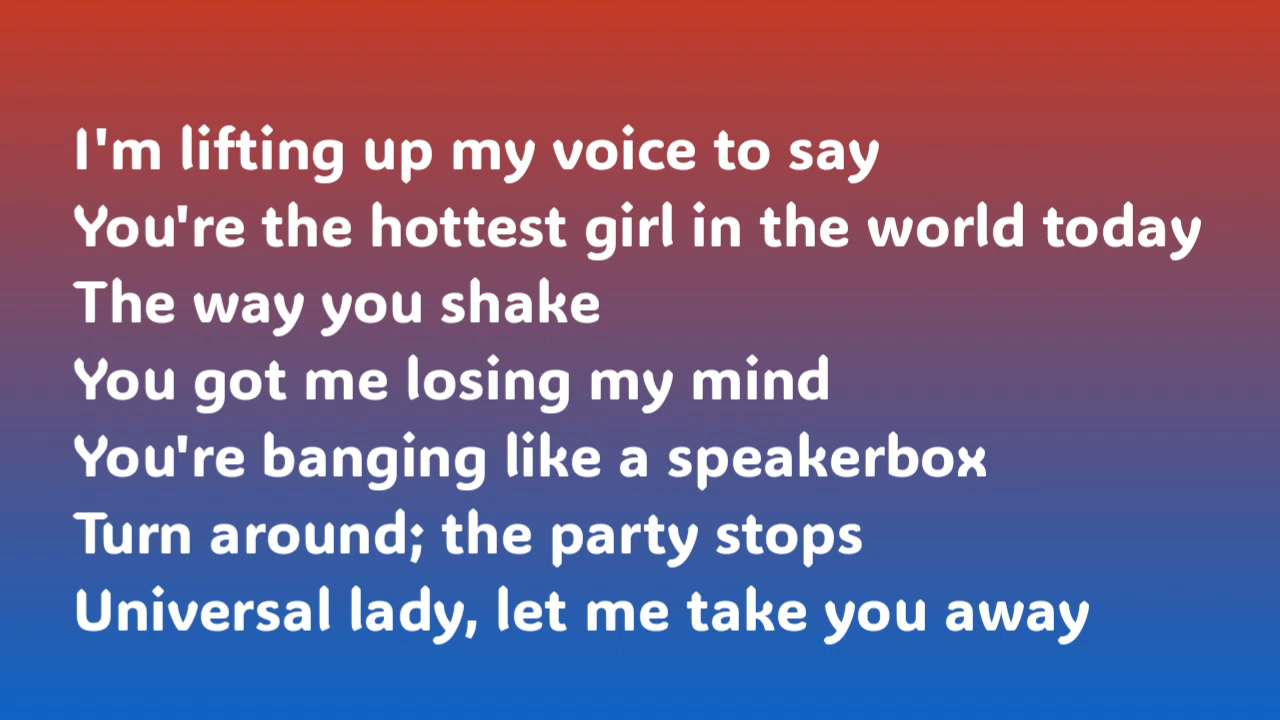 I'm lifting up my voice to say
You're the hottest girl in the world today
The way you shake
You got me losing my mind
You're banging like a speakerbox
Turn around; the party stops
Universal lady, let me take you away